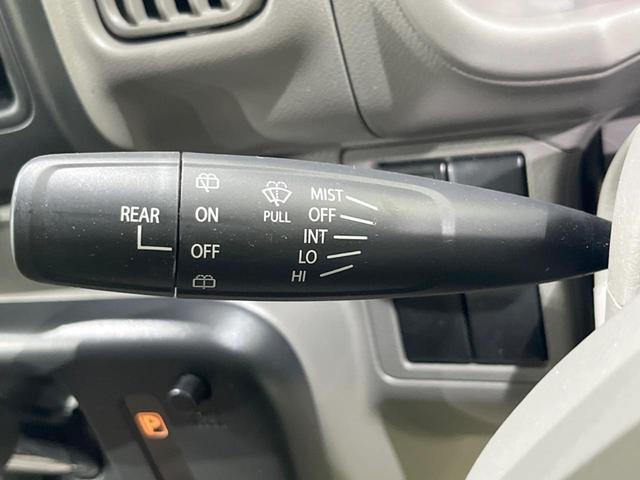 REAR
ON
OFF
PULL
MIST
OFF
INT
LO
HI
P